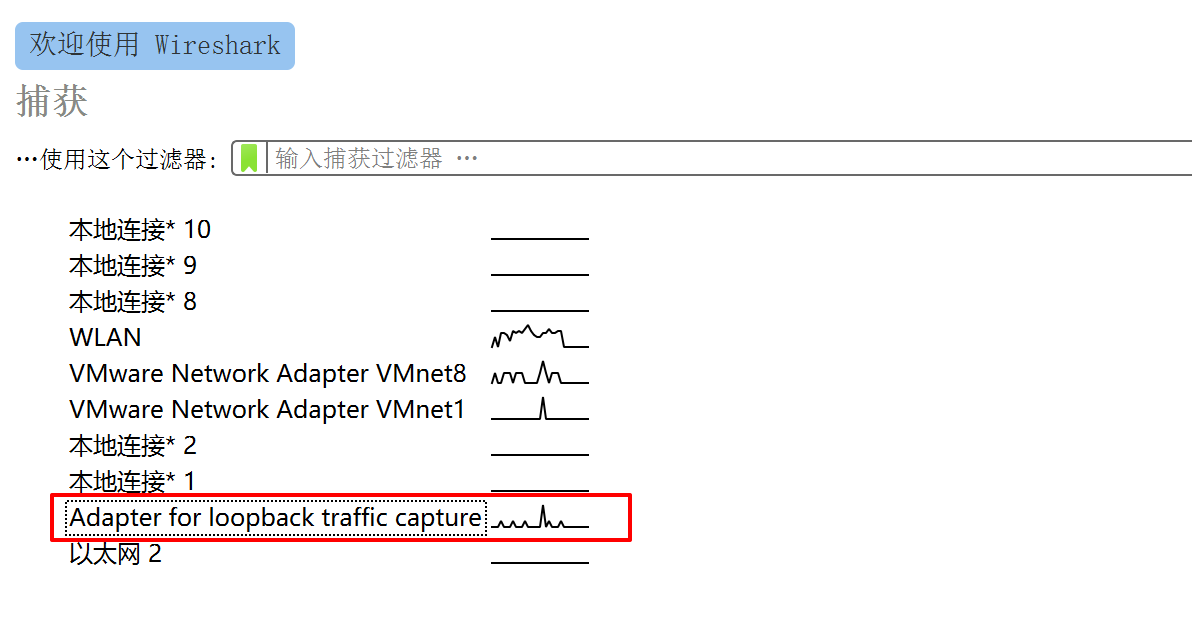 欢迎使用 Wireshark
捕获
…使用这个过滤器: 输入捕获过滤器 …
本地连接* 10
本地连接* 9
本地连接* 8
WLAN
VMware Network Adapter VMnet8
VMware Network Adapter VMnet1
本地连接* 2
本地连接* 1
Adapter for loopback traffic capture
以太网 2